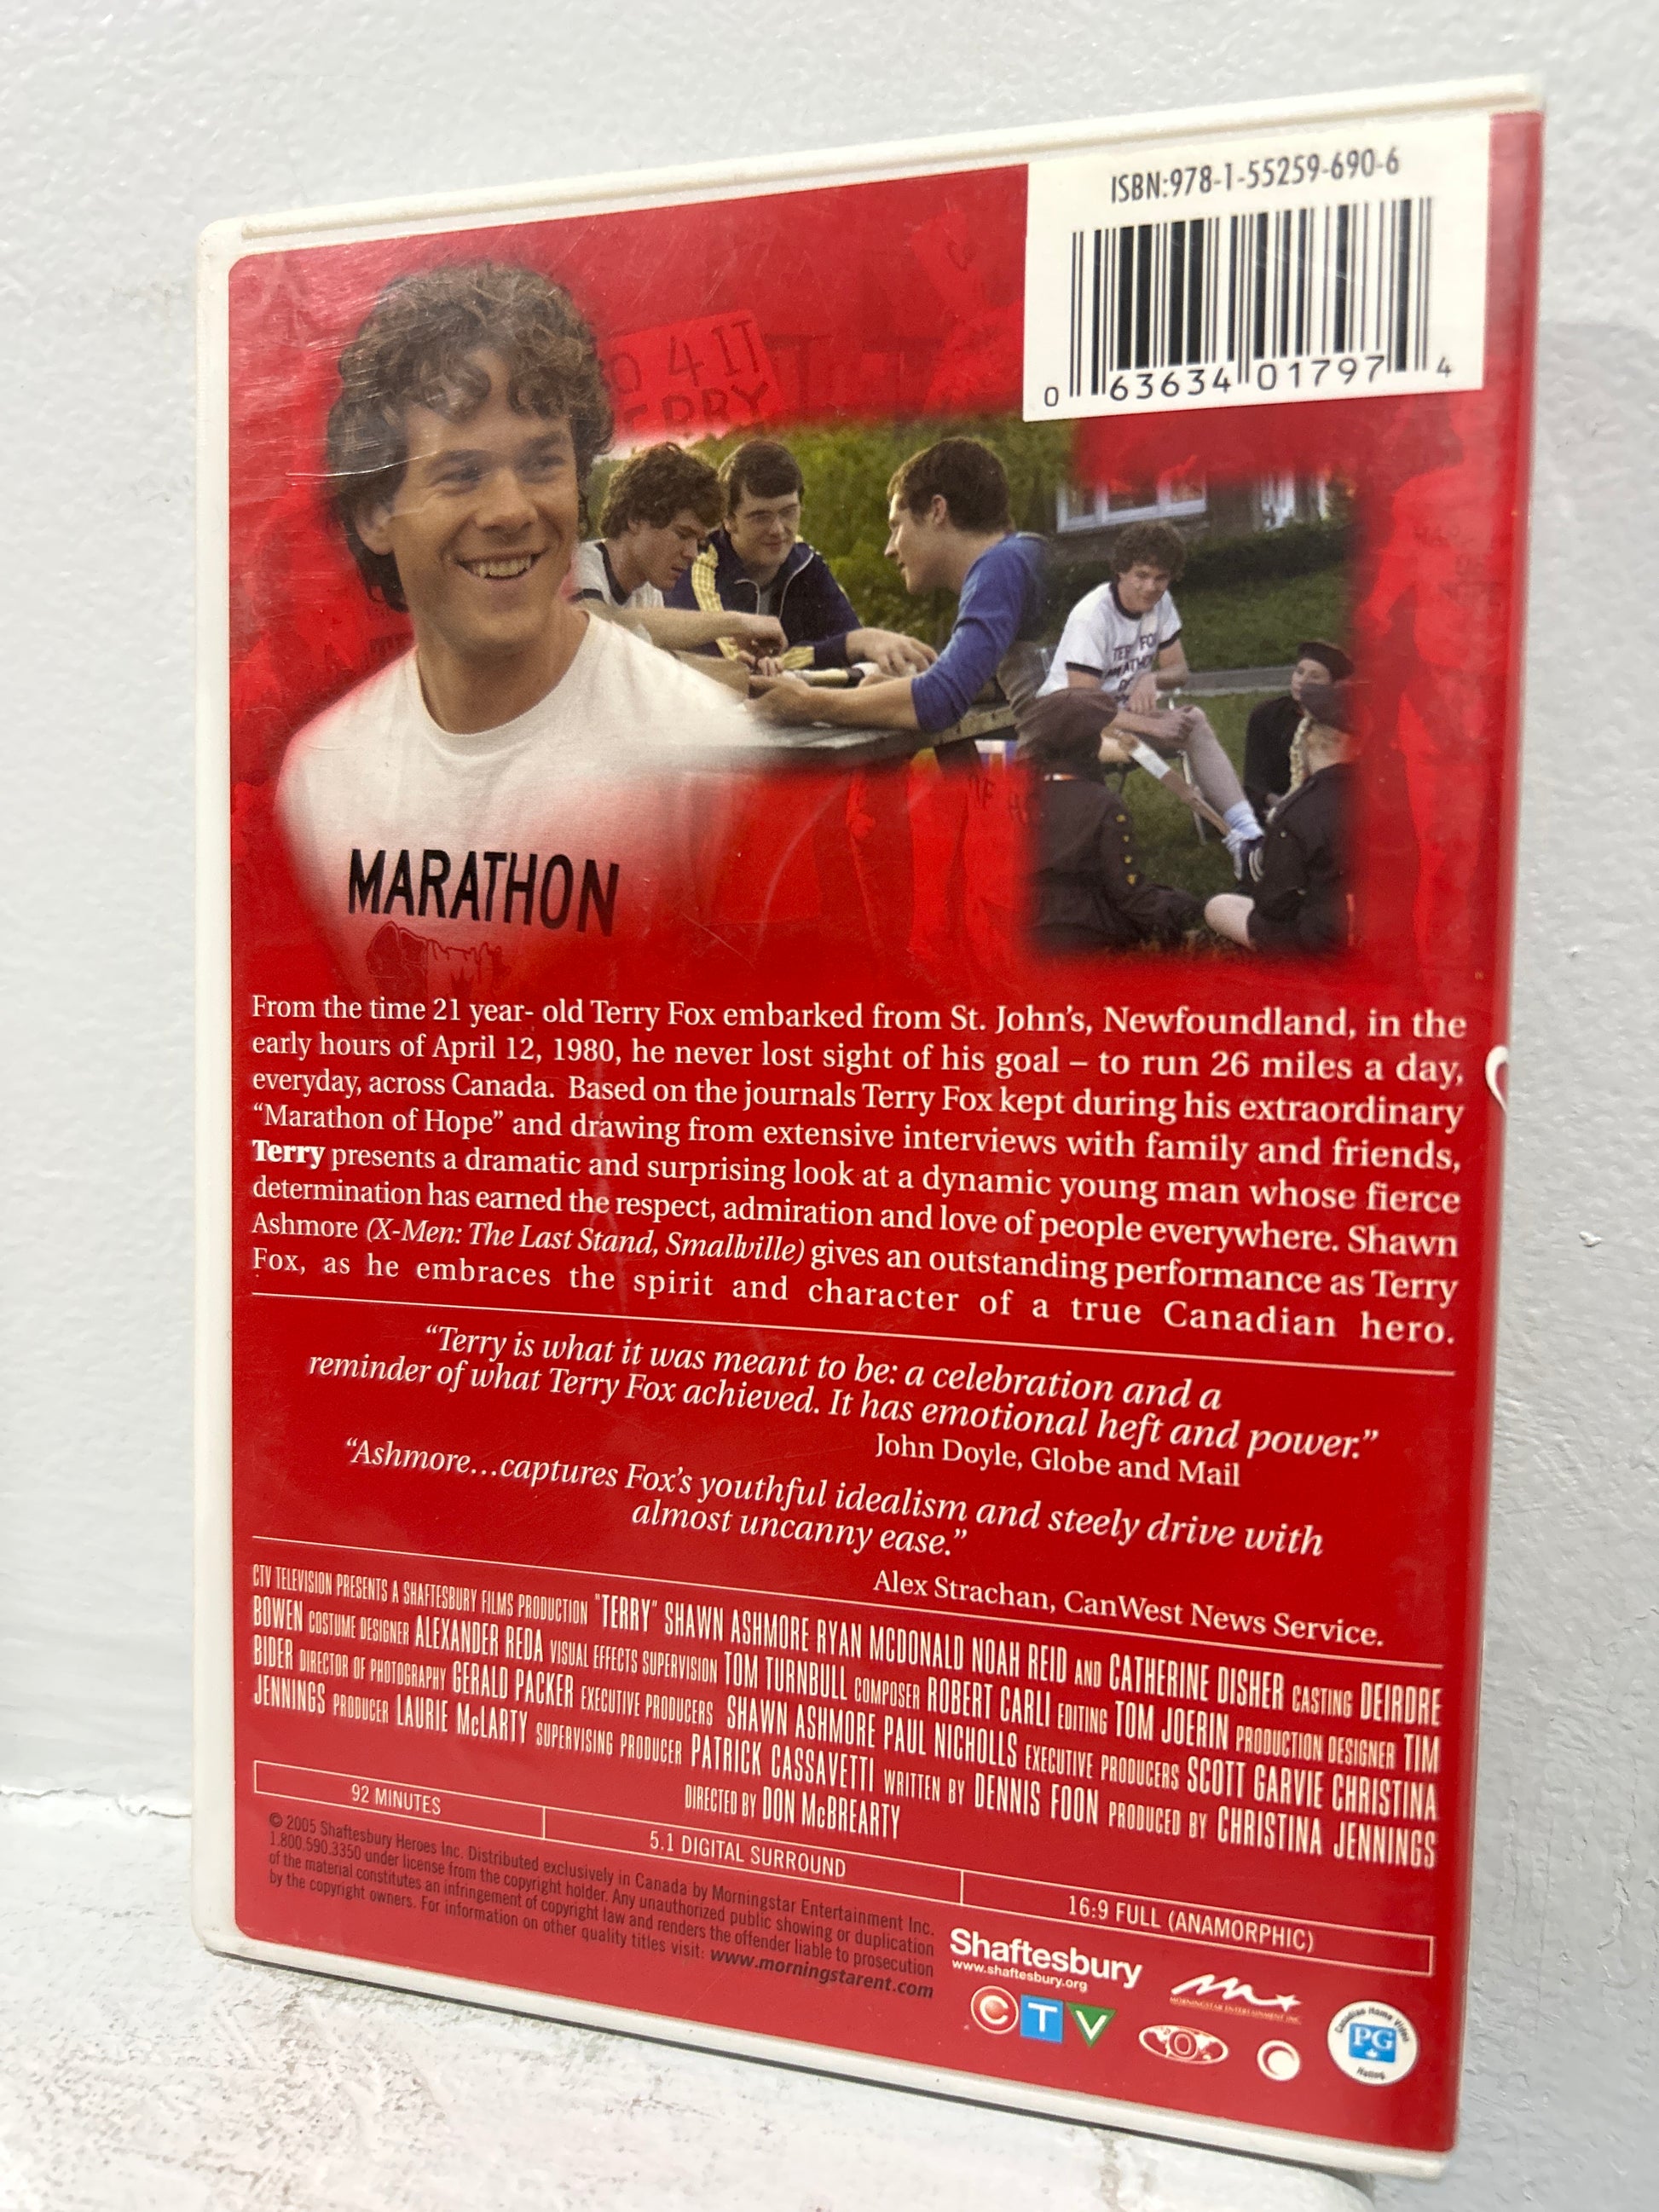 ISBN:978-1-55259-690-6
0 63634 01797 4
O 4 IT
ERRY
TER FOX
MARATHON
OF
MARATHON
From the time 21 year- old Terry Fox embarked from St. John's, Newfoundland, in the
early hours of April 12, 1980, he never lost sight of his goal – to run 26 miles a day,
everyday, across Canada. Based on the journals Terry Fox kept during his extraordinary
“Marathon of Hope” and drawing from extensive interviews with family and friends,
Terry presents a dramatic and surprising look at a dynamic young man whose fierce
determination has earned the respect, admiration and love of people everywhere. Shawn
Ashmore (X-Men: The Last Stand, Smallville) gives an outstanding performance as Terry
Fox, as he embraces the spirit and character of a true Canadian hero.
“Terry is what it was meant to be: a celebration and a
reminder of what Terry Fox achieved. It has emotional heft and power.”
John Doyle, Globe and Mail
“Ashmore...captures Fox's youthful idealism and steely drive with
almost uncanny ease.”
Alex Strachan, CanWest News Service.
CTV TELEVISION PRESENTS A SHAFTESBURY FILMS PRODUCTION "TERRY" SHAWN ASHMORE RYAN MCDONALD NOAH REID AND CATHERINE DISHER CASTING DEIRDRE
BOWEN COSTUME DESIGNER ALEXANDER REDA VISUAL EFFECTS SUPERVISION TOM TURNBULL COMPOSER ROBERT CARLI EDITING TOM JOERIN PRODUCTION DESIGNER TIM
BIDER DIRECTOR OF PHOTOGRAPHY GERALD PACKER EXECUTIVE PRODUCERS SHAWN ASHMORE PAUL NICHOLLS EXECUTIVE PRODUCERS SCOTT GARVIE CHRISTINA
JENNINGS PRODUCER LAURIE McLARTY SUPERVISING PRODUCER PATRICK CASSAVETTI WRITTEN BY DENNIS FOON PRODUCED BY CHRISTINA JENNINGS
DIRECTED BY DON McBREARTY
92 MINUTES
5.1 DIGITAL SURROUND
16:9 FULL (ANAMORPHIC)
© 2005 Shaftesbury Heroes Inc. Distributed exclusively in Canada by Morningstar Entertainment Inc.
1.800.590.3350 under license from the copyright holder. Any unauthorized public showing or duplication
of the material constitutes an infringement of copyright law and renders the offender liable to prosecution
by the copyright owners. For information on other quality titles visit: www.morningstarent.com
Shaftesbury
www.shaftesbury.org
MORNINGSTAR ENTERTAINMENT INC.
CTV
Canadian Home Video
PG
Rating